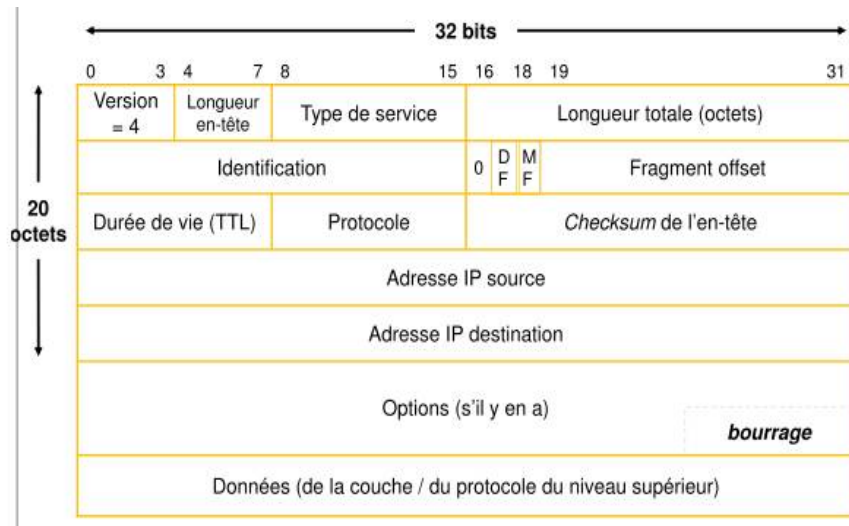 32 bits
0 3 4 7 8 15 16 18 19 31
Version
= 4
Longueur
en-tête
Type de service
Longueur totale (octets)
Identification
0
D
F
M
F
Fragment offset
20
octets
Durée de vie (TTL)
Protocole
Checksum de l'en-tête
Adresse IP source
Adresse IP destination
Options (s'il y en a)
bourrage
Données (de la couche / du protocole du niveau supérieur)